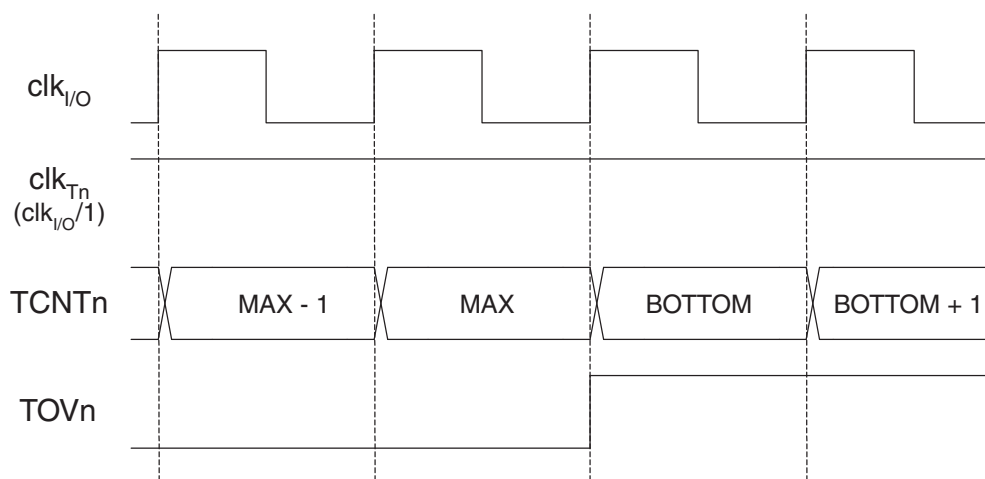 clkI/O
clkTn
(clkI/O/1)
TCNTn
MAX - 1
MAX
BOTTOM
BOTTOM + 1
TOVn